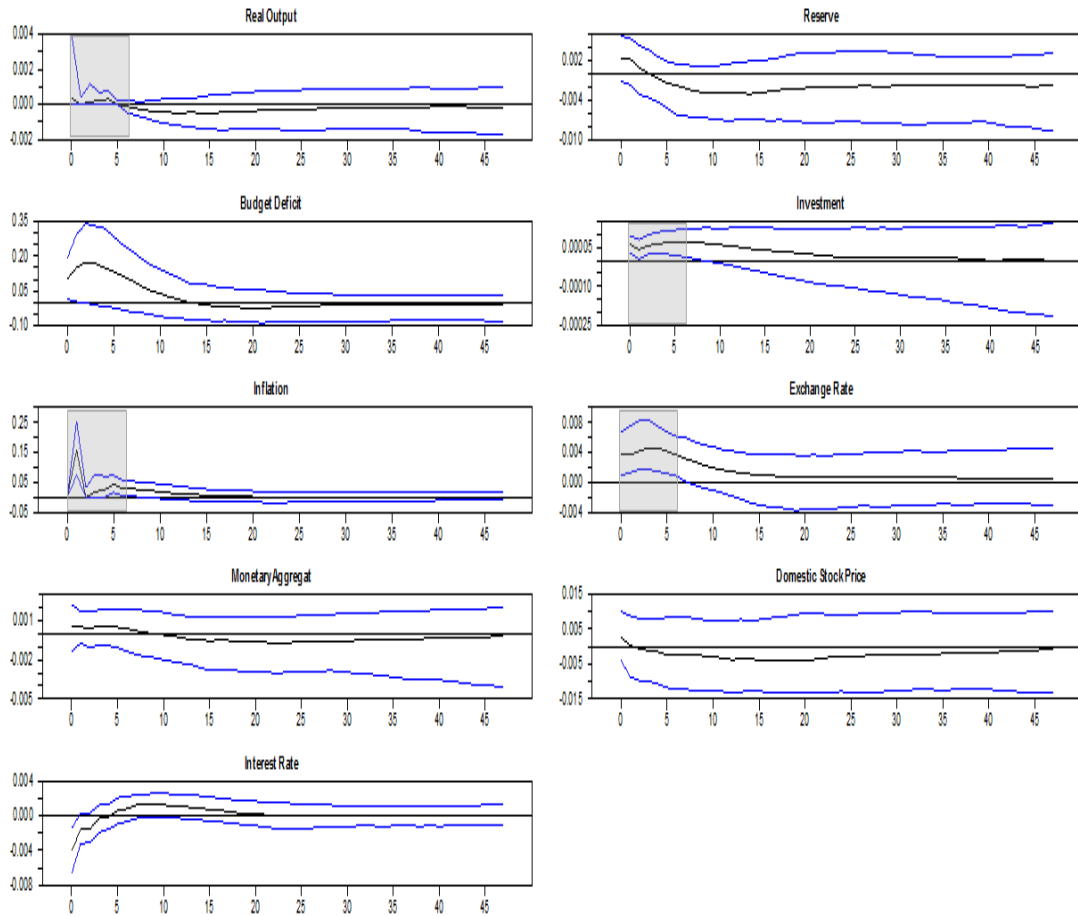 Real Output
0.004
0.002
0.000
-0.002
0 5 10 15 20 25 30 35 40 45
Reserve
0.002
-0.004
-0.010
0 5 10 15 20 25 30 35 40 45
Budget Deficit
0.35
0.20
0.05
-0.10
0 5 10 15 20 25 30 35 40 45
Investment
0.00005
-0.00010
-0.00025
0 5 10 15 20 25 30 35 40 45
Inflation
0.25
0.15
0.05
-0.05
0 5 10 15 20 25 30 35 40 45
Exchange Rate
0.008
0.004
0.000
-0.004
0 5 10 15 20 25 30 35 40 45
Monetary Aggregat
0.001
-0.002
-0.005
0 5 10 15 20 25 30 35 40 45
Domestic Stock Price
0.015
0.005
-0.005
-0.015
0 5 10 15 20 25 30 35 40 45
Interest Rate
0.004
0.000
-0.004
-0.008
0 5 10 15 20 25 30 35 40 45